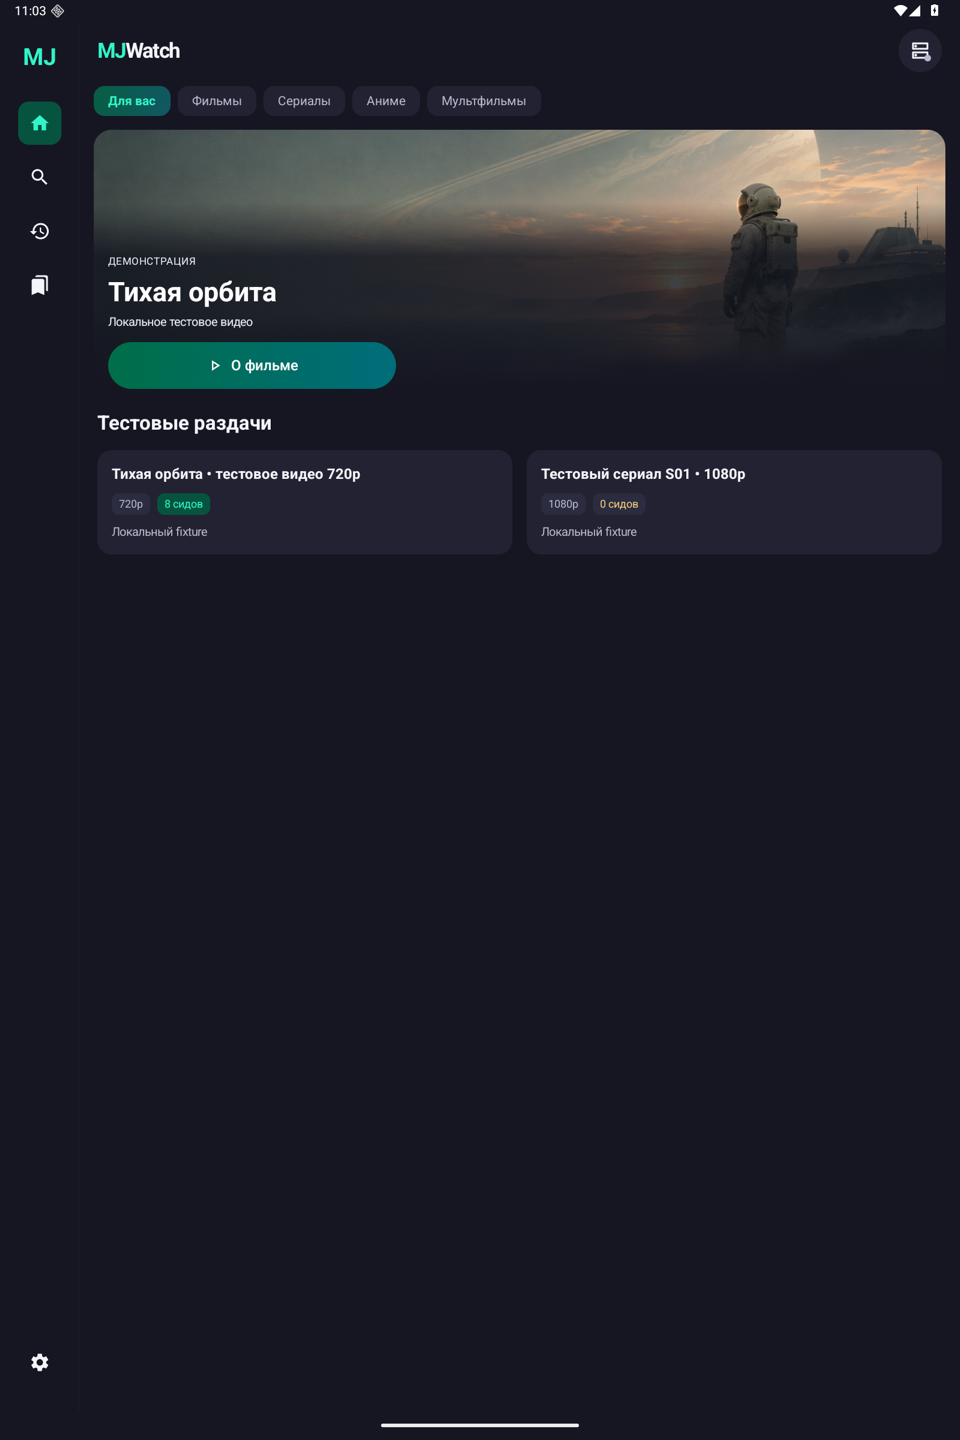 11:03
MJ
MJWatch
Для вас
Фильмы
Сериалы
Аниме
Мультфильмы
ДЕМОНСТРАЦИЯ
Тихая орбита
Локальное тестовое видео
О фильме
Тестовые раздачи
Тихая орбита • тестовое видео 720p
720p
8 сидов
Локальный fixture
Тестовый сериал S01 • 1080p
1080p
0 сидов
Локальный fixture